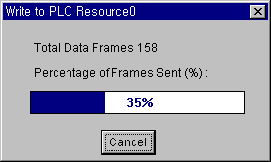 Write to PLC Resource0
Total Data Frames 158
Percentage of Frames Sent (%) :
35%
Cancel